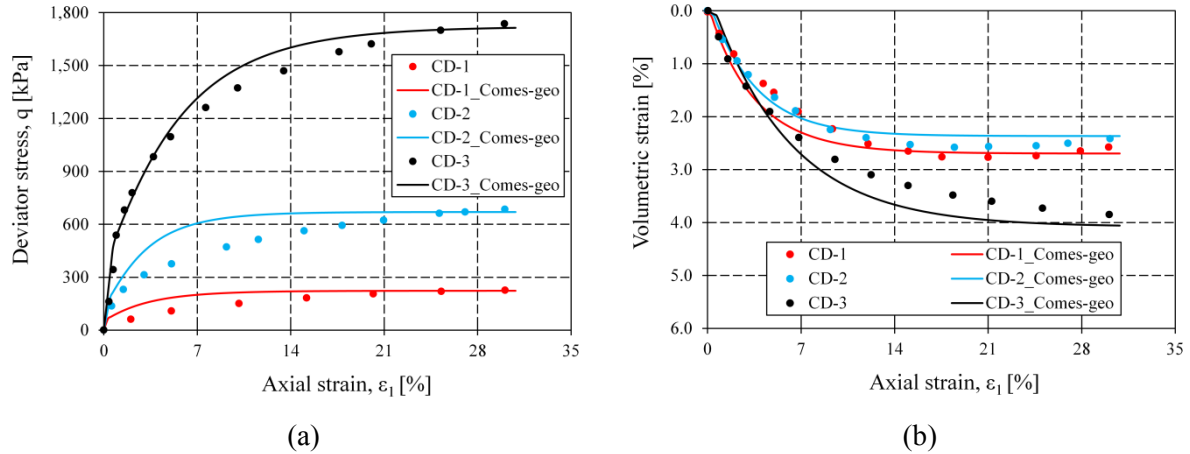 1,800
1,500
1,200
900
600
300
0
Deviator stress, q [kPa]
0 7 14 21 28 35
Axial strain, ε1 [%]
CD-1
CD-1_Comes-geo
CD-2
CD-2_Comes-geo
CD-3
CD-3_Comes-geo
(a)
0.0
1.0
2.0
3.0
4.0
5.0
6.0
Volumetric strain [%]
CD-1 CD-1_Comes-geo
CD-2 CD-2_Comes-geo
CD-3 CD-3_Comes-geo
0 7 14 21 28 35
Axial strain, ε1 [%]
(b)